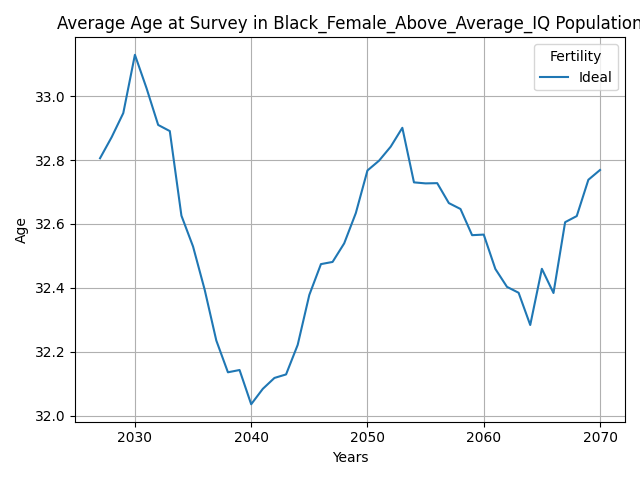 Average Age at Survey in Black_Female_Above_Average_IQ Population
Fertility
Ideal
33.0
32.8
32.6
32.4
32.2
32.0
Age
2030 2040 2050 2060 2070
Years